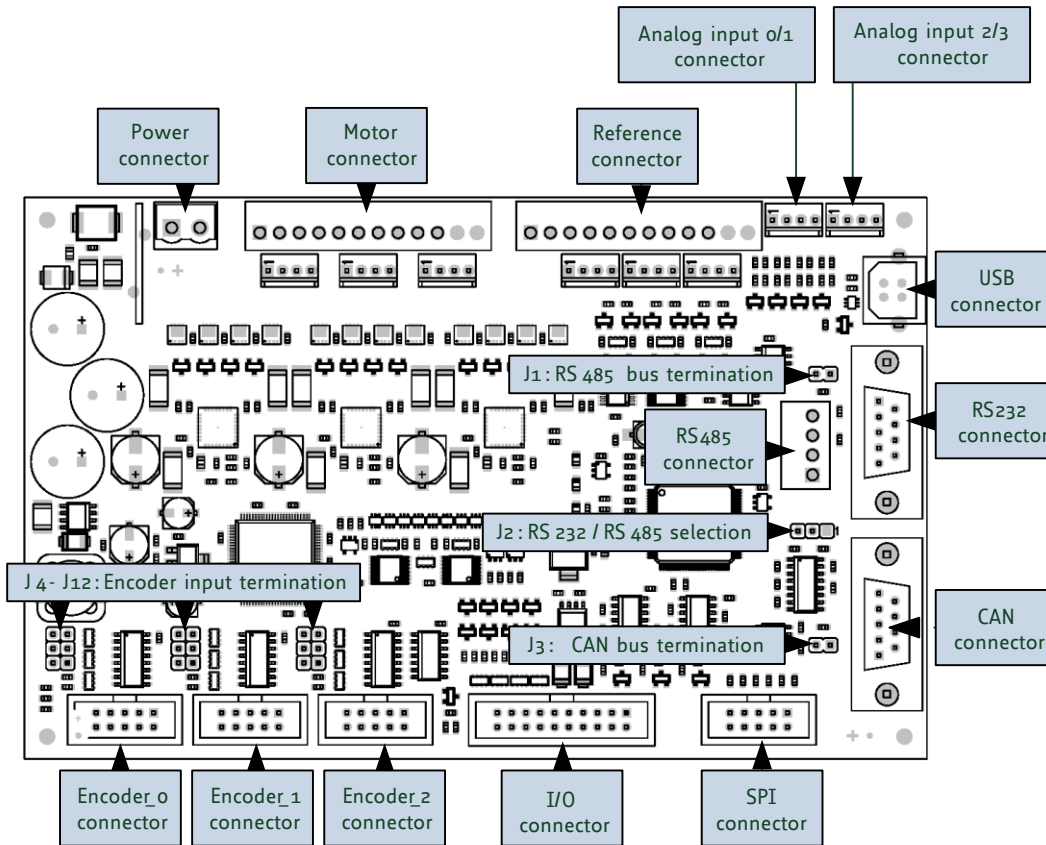 Analog input 0/1
connector
Analog input 2/3
connector
Power
connector
Motor
connector
Reference
connector
USB
connector
J1: RS 485 bus termination
RS232
connector
RS485
connector
J2: RS 232 / RS 485 selection
J4- J12: Encoder input termination
CAN
connector
J3: CAN bus termination
Encoder_0
connector
Encoder_1
connector
Encoder_2
connector
I/O
connector
SPI
connector